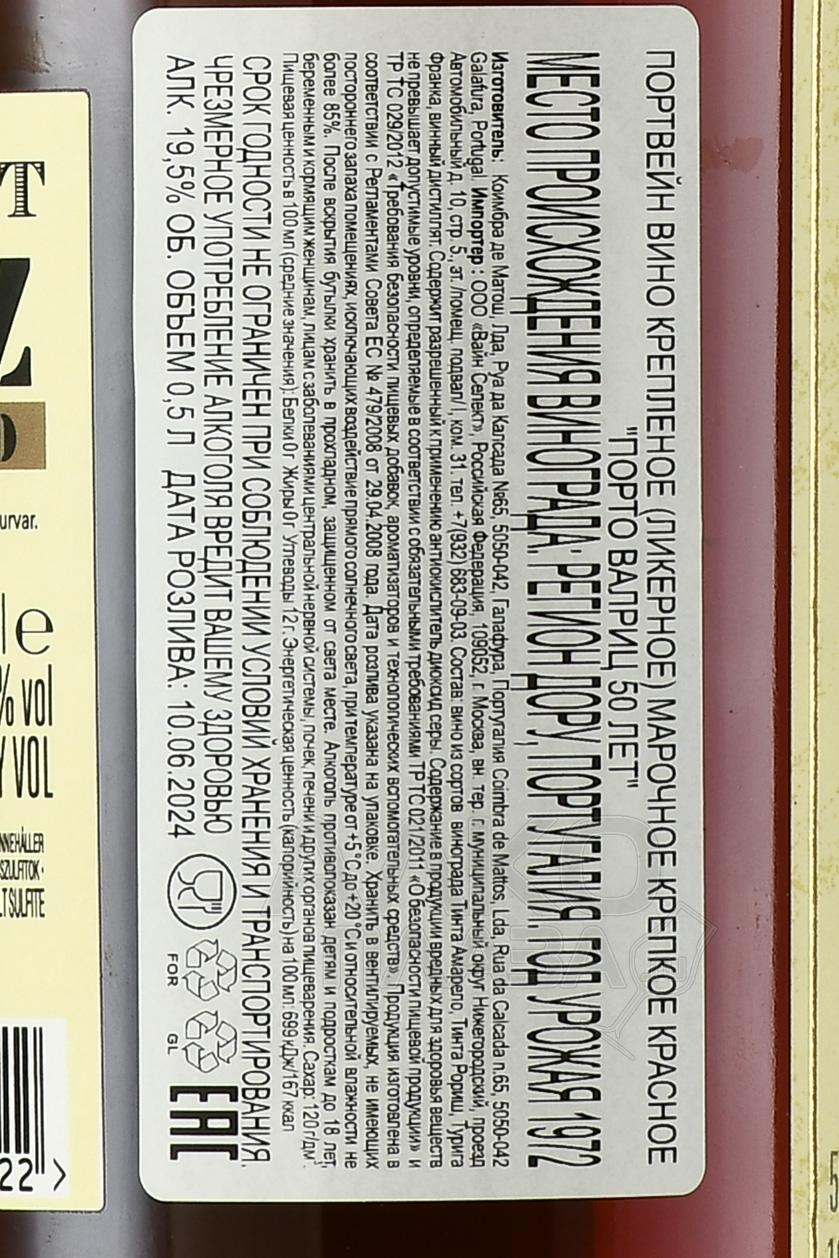 ПОРТВЕЙН ВИНО КРЕПЛЕНОЕ (ЛИКЕРНОЕ) МАРОЧНОЕ КРЕПКОЕ КРАСНОЕ
"ПОРТО ВАЛРИЦ 50 ЛЕТ"
МЕСТО ПРОИСХОЖДЕНИЯ ВИНОГРАДА: РЕГИОН ДОРУ, ПОРТУГАЛИЯ. ГОД УРОЖАЯ 1972
Изготовитель: Коимбра де Матош Лда, Руа да Калсада №65, 5050-042, Галафура, Португалия Coimbra de Mattos, Lda, Rua da Calcada n.65, 5050-042
Galafura, Portugal. Импортер : ООО «Вайн Селект», Российская Федерация, 109052, г. Москва, вн. тер. г. муниципальный округ Нижегородский, проезд
Автомобильный д. 10, стр. 5., эт. /помещ. подвал/ I, ком. 31. тел. +7(932) 683-09-03. Состав: вино из сортов винограда Тинта Амарело, Тинта Рориш, Турига
Франка, винный дистиллят. Содержит разрешенный к применению антиокислитель диоксид серы. Содержание в продукции вредных для здоровья веществ
не превышает допустимые уровни, определяемые в соответствии с обязательными требованиями ТР ТС 021/2011 «О безопасности пищевой продукции» и
ТР ТС 029/2012 «Требования безопасности пищевых добавок, ароматизаторов и технологических вспомогательных средств». Продукция изготовлена в
соответствии с Регламентами Совета ЕС № 479/2008 от 29.04.2008 года. Дата розлива указана на упаковке. Хранить в вентилируемых, не имеющих
постороннего запаха помещениях, исключающих воздействие прямого солнечного света, при температуре от +5 °С до +20 °С и относительной влажности не
более 85%. После вскрытия бутылки хранить в прохладном, защищенном от света месте. Алкоголь противопоказан детям и подросткам до 18 лет,
беременным и кормящим женщинам, лицам с заболеваниями центральной нервной системы, почек, печени и других органов пищеварения. Сахар: 120 г/дм³.
Пищевая ценность в 100 мл (средние значения): Белки 0 г. Жиры 0 г. Углеводы 12 г. Энергетическая ценность (калорийность) на 100 мл: 699 кДж/167 ккал
СРОК ГОДНОСТИ НЕ ОГРАНИЧЕН ПРИ СОБЛЮДЕНИИ УСЛОВИЙ ХРАНЕНИЯ И ТРАНСПОРТИРОВАНИЯ.
ЧРЕЗМЕРНОЕ УПОТРЕБЛЕНИЕ АЛКОГОЛЯ ВРЕДИТ ВАШЕМУ ЗДОРОВЬЮ
АЛК. 19,5% ОБ. ОБЪЕМ 0,5 Л ДАТА РОЗЛИВА: 10.06.2024
FOR GL
EAC
T
Z
urvar.
le
% vol
Y VOL
NNEHÅLLER
SZULFITOK ·
LT SULFITE
22 >